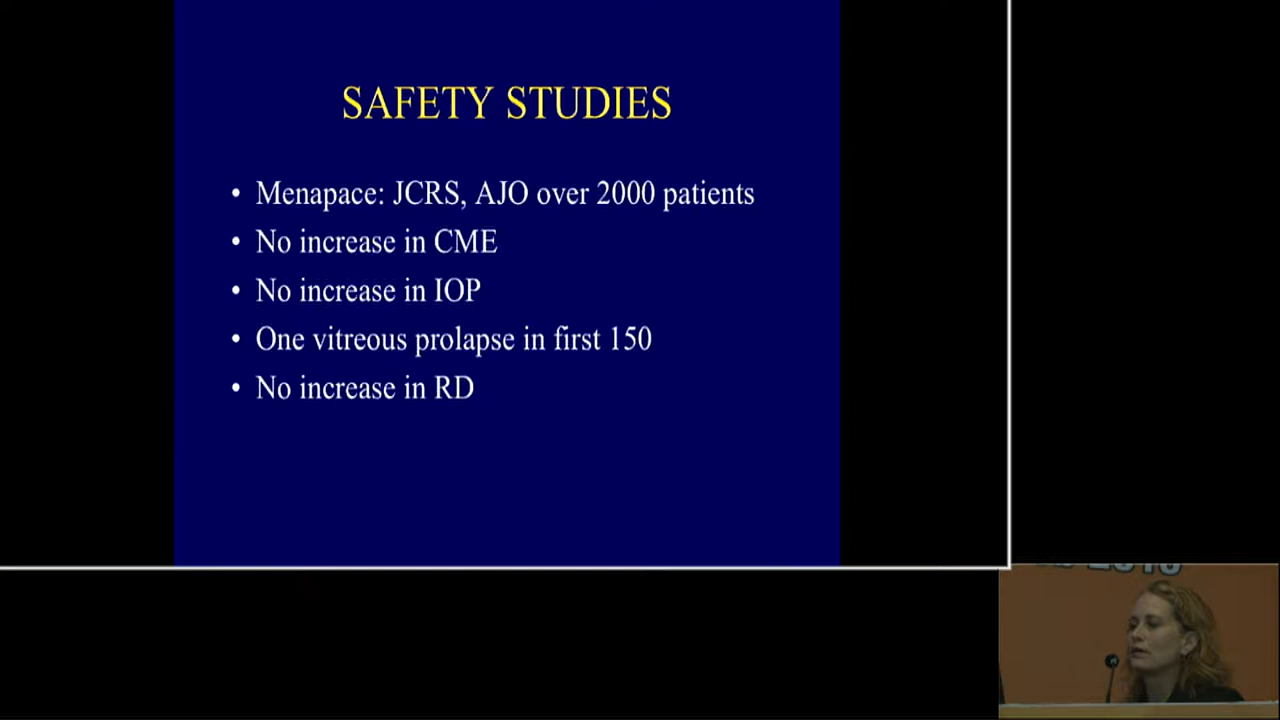 SAFETY STUDIES
• Menapace: JCRS, AJO over 2000 patients
• No increase in CME
• No increase in IOP
• One vitreous prolapse in first 150
• No increase in RD